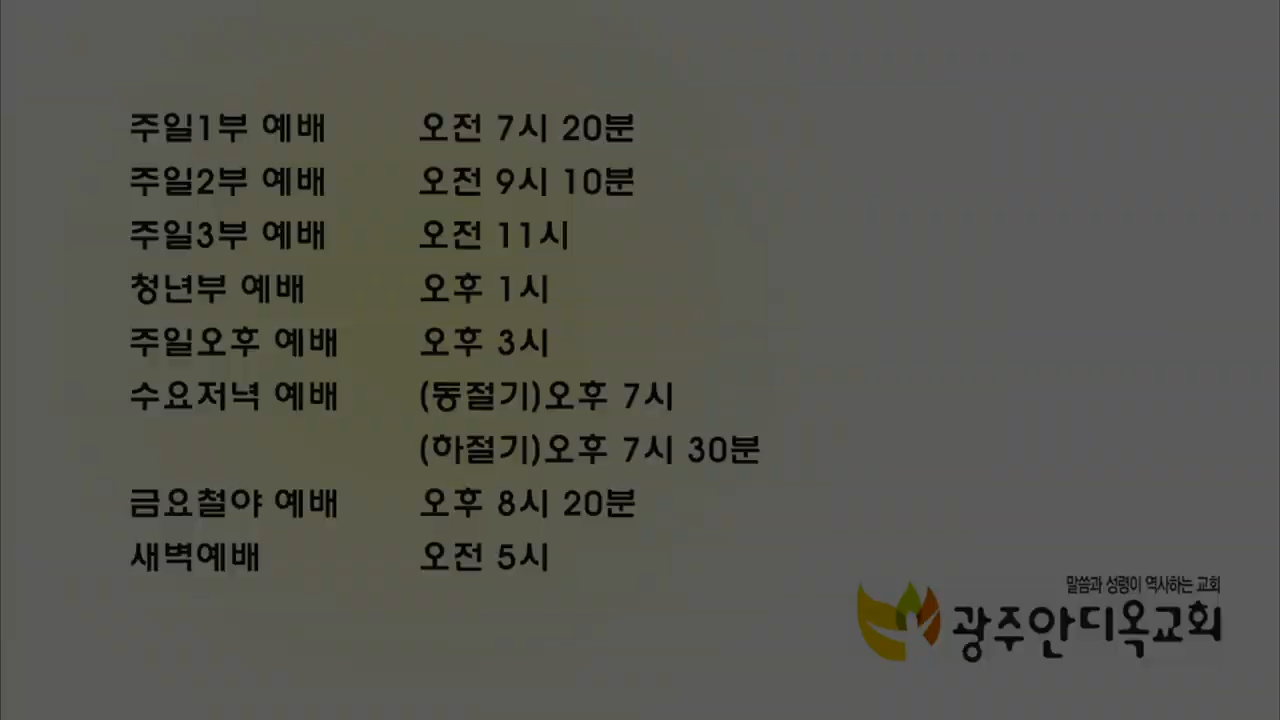 주일1부 예배 오전 7시 20분
주일2부 예배 오전 9시 10분
주일3부 예배 오전 11시
청년부 예배 오후 1시
주일오후 예배 오후 3시
수요저녁 예배 (동절기)오후 7시
(하절기)오후 7시 30분
금요철야 예배 오후 8시 20분
새벽예배 오전 5시
말씀과 성령이 역사하는 교회
광주안디옥교회